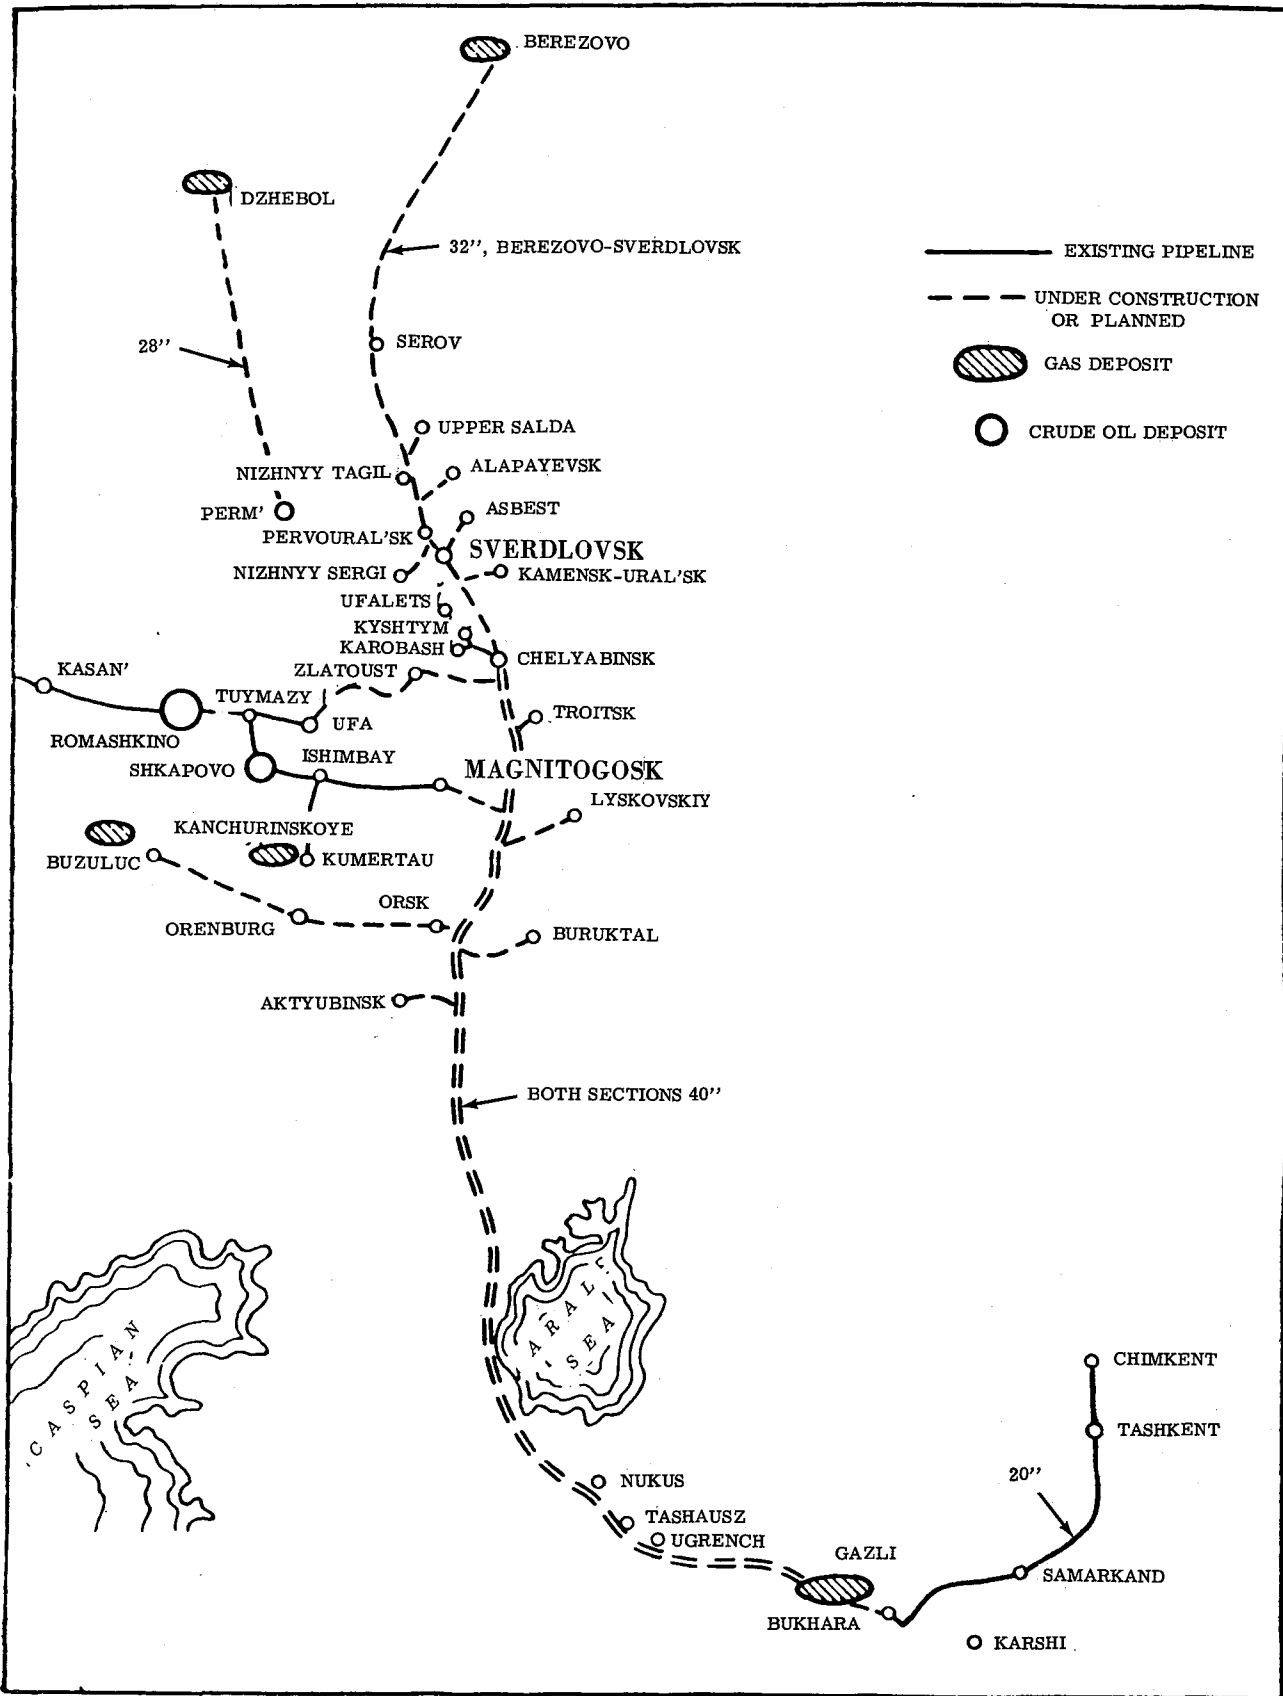 BEREZOVO
DZHEBOL
32", BEREZOVO-SVERDLOVSK
EXISTING PIPELINE
UNDER CONSTRUCTION
OR PLANNED
28"
SEROV
GAS DEPOSIT
UPPER SALDA
CRUDE OIL DEPOSIT
NIZHNYY TAGIL
ALAPAYEVSK
PERM'
ASBEST
PERVOURAL'SK
SVERDLOVSK
NIZHNYY SERGI
KAMENSK-URAL'SK
UFALETS
KYSHTYM
KAROBASH
CHELYABINSK
KASAN'
ZLATOUST
TUYMAZY
TROITSK
UFA
ROMASHKINO
ISHIMBAY
SHKAPOVO
MAGNITOGOSK
LYSKOVSKIY
KANCHURINSKOYE
BUZULUC
KUMERTAU
ORSK
ORENBURG
BURUKTAL
AKTYUBINSK
BOTH SECTIONS 40"
ARAL
SEA
CASPIAN
SEA
CHIMKENT
TASHKENT
20"
NUKUS
TASHAUSZ
UGRENCH
GAZLI
SAMARKAND
BUKHARA
KARSHI